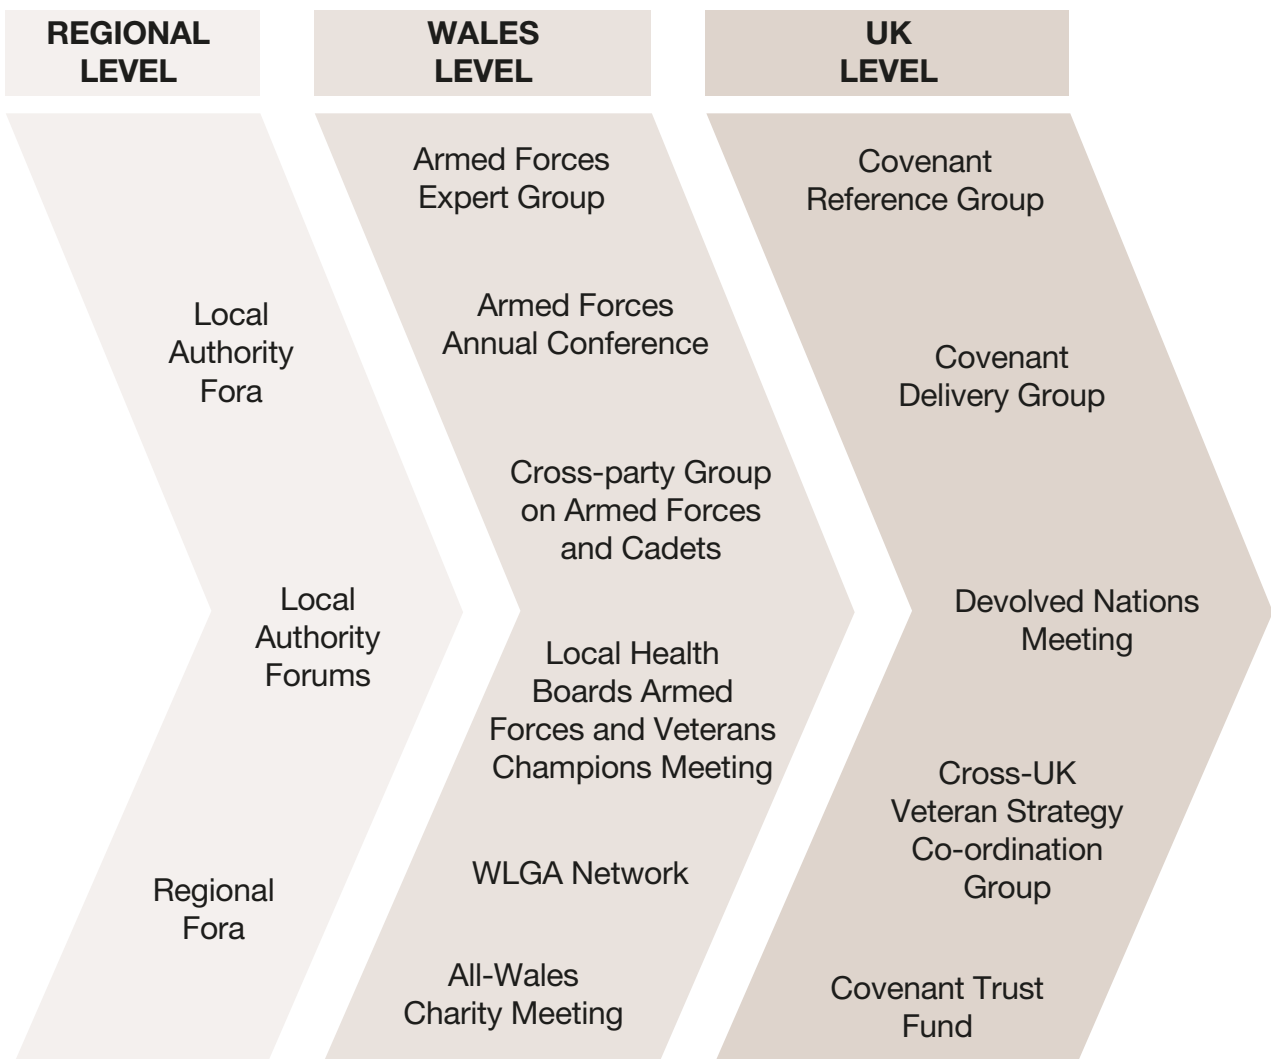 REGIONAL
LEVEL
Local
Authority
Fora
Local
Authority
Forums
Regional
Fora
WALES
LEVEL
Armed Forces
Expert Group
Armed Forces
Annual Conference
Cross-party Group
on Armed Forces
and Cadets
Local Health
Boards Armed
Forces and Veterans
Champions Meeting
WLGA Network
All-Wales
Charity Meeting
UK
LEVEL
Covenant
Reference Group
Covenant
Delivery Group
Devolved Nations
Meeting
Cross-UK
Veteran Strategy
Co-ordination
Group
Covenant Trust
Fund